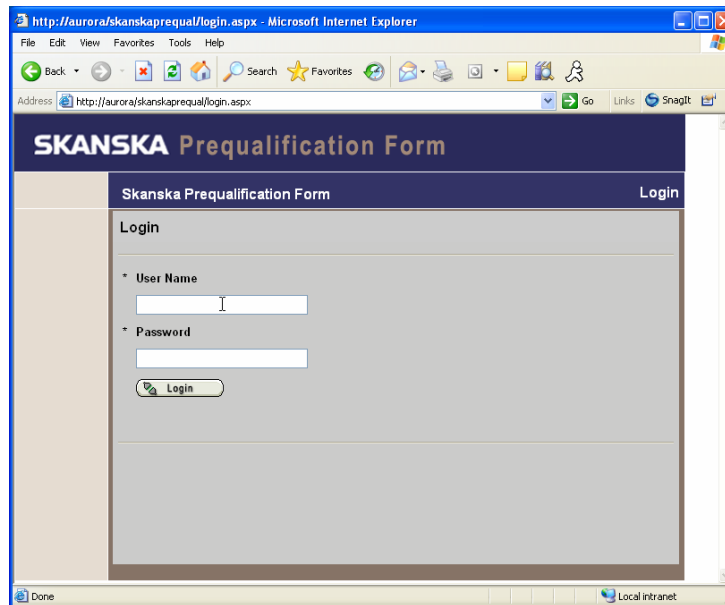 http://aurora/skanskaprequal/login.aspx - Microsoft Internet Explorer
File Edit View Favorites Tools Help
Back Search Favorites
Address http://aurora/skanskaprequal/login.aspx Go Links SnagIt
SKANSKA Prequalification Form
Skanska Prequalification Form Login
Login
* User Name
* Password
Login
Done Local intranet